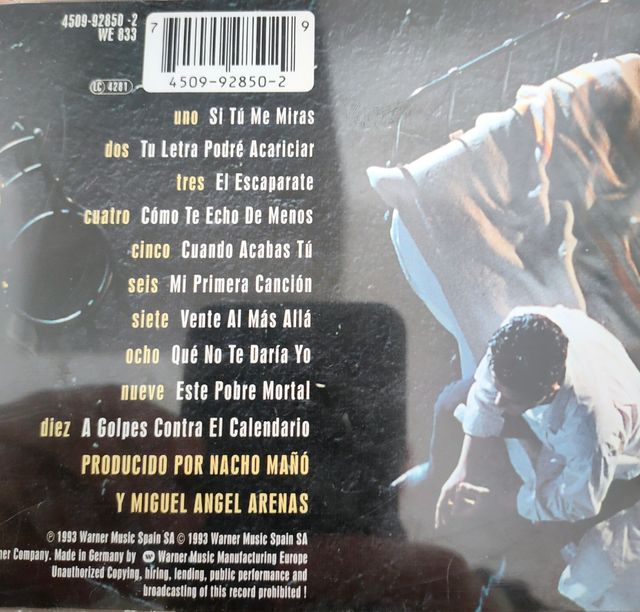 4509-92850-2
WE 833
7 9
4509-92850-2
LC 4281
uno Si Tú Me Miras
dos Tu Letra Podré Acariciar
tres El Escaparate
cuatro Cómo Te Echo De Menos
cinco Cuando Acabas Tú
seis Mi Primera Canción
siete Vente Al Más Allá
ocho Qué No Te Daría Yo
nueve Este Pobre Mortal
diez A Golpes Contra El Calendario
PRODUCIDO POR NACHO MAÑÓ
Y MIGUEL ANGEL ARENAS
℗ 1993 Warner Music Spain SA © 1993 Warner Music Spain SA
ner Company. Made in Germany by Warner Music Manufacturing Europe
Unauthorized Copying, hiring, lending, public performance and
broadcasting of this record prohibited !